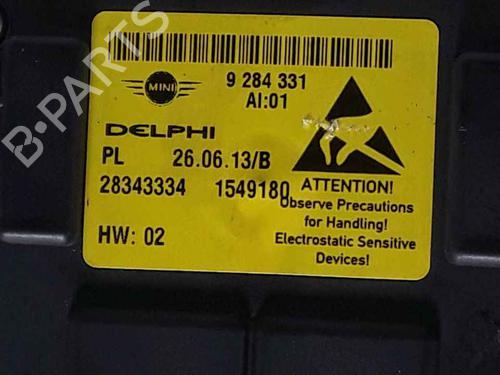 MINI
9 284 331
AI:01
DELPHI
PL 26.06.13/B
28343334 1549180
HW: 02
ATTENTION!
Observe Precautions
for Handling!
Electrostatic Sensitive
Devices!
B-PARTS